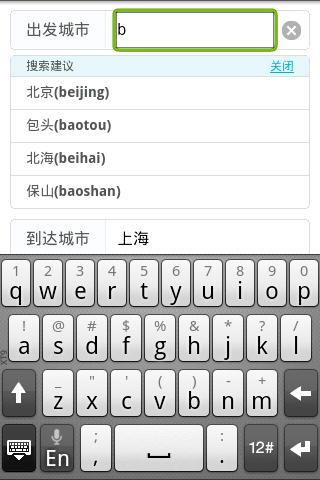 出发城市 b
搜索建议 关闭
北京(beijing)
包头(baotou)
北海(beihai)
保山(baoshan)
到达城市 上海
1 2 3 4 5 6 7 8 9 0
q w e r t y u i o p
! @ # $ % & * ? /
a s d f g h j k l
_ " ' ( ) - +
z x c v b n m
En ; , : . 12#